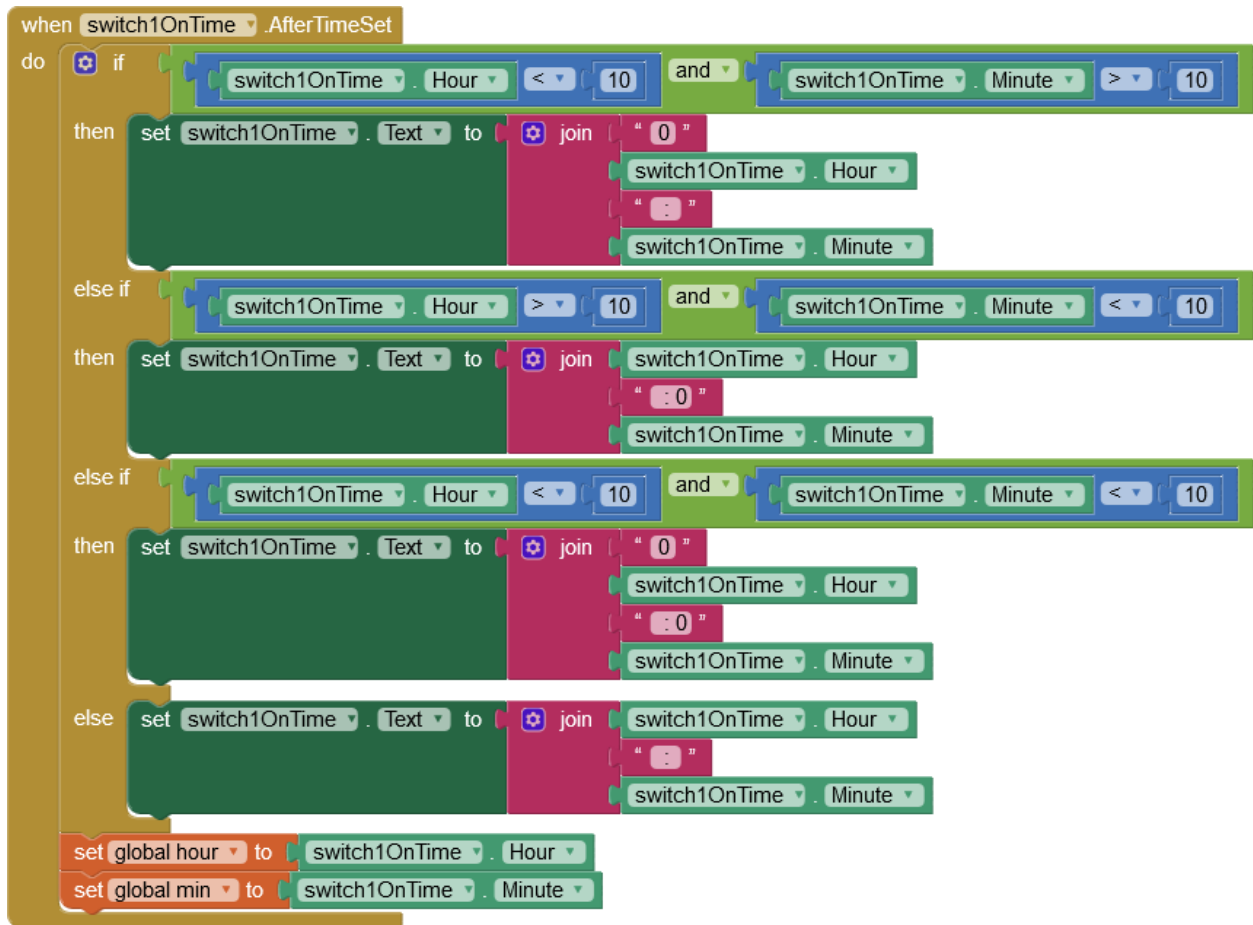 when switch1OnTime .AfterTimeSet
do if switch1OnTime . Hour < 10 and switch1OnTime . Minute > 10
then set switch1OnTime . Text to join " 0 "
switch1OnTime . Hour
" : "
switch1OnTime . Minute
else if switch1OnTime . Hour > 10 and switch1OnTime . Minute < 10
then set switch1OnTime . Text to join switch1OnTime . Hour
" : 0 "
switch1OnTime . Minute
else if switch1OnTime . Hour < 10 and switch1OnTime . Minute < 10
then set switch1OnTime . Text to join " 0 "
switch1OnTime . Hour
" : 0 "
switch1OnTime . Minute
else set switch1OnTime . Text to join switch1OnTime . Hour
" : "
switch1OnTime . Minute
set global hour to switch1OnTime . Hour
set global min to switch1OnTime . Minute